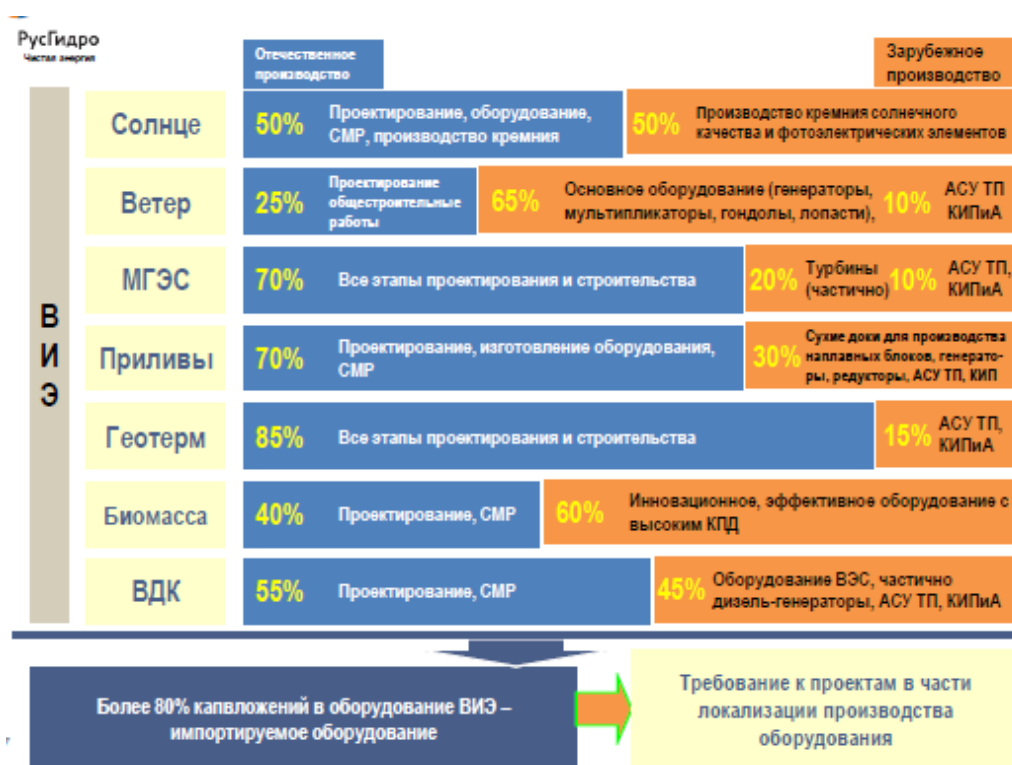 РусГидро
Чистая энергия
Отечественное
производство
Зарубежное
производство
ВИЭ
Солнце
50%
Проектирование, оборудование,
СМР, производство кремния
50%
Производство кремния солнечного
качества и фотоэлектрических элементов
Ветер
25%
Проектирование
общестроительные
работы
65%
Основное оборудование (генераторы,
мультипликаторы, гондолы, лопасти),
10%
АСУ ТП
КИПиА
МГЭС
70%
Все этапы проектирования и строительства
20%
Турбины
(частично)
10%
АСУ ТП,
КИПиА
Приливы
70%
Проектирование, изготовление оборудования,
СМР
30%
Сухие доки для производства
наплавных блоков, генерато-
ры, редукторы, АСУ ТП, КИП
Геотерм
85%
Все этапы проектирования и строительства
15%
АСУ ТП,
КИПиА
Биомасса
40%
Проектирование, СМР
60%
Инновационное, эффективное оборудование с
высоким КПД
ВДК
55%
Проектирование, СМР
45%
Оборудование ВЭС, частично
дизель-генераторы, АСУ ТП, КИПиА
Более 80% капвложений в оборудование ВИЭ –
импортируемое оборудование
Требование к проектам в части
локализации производства
оборудования